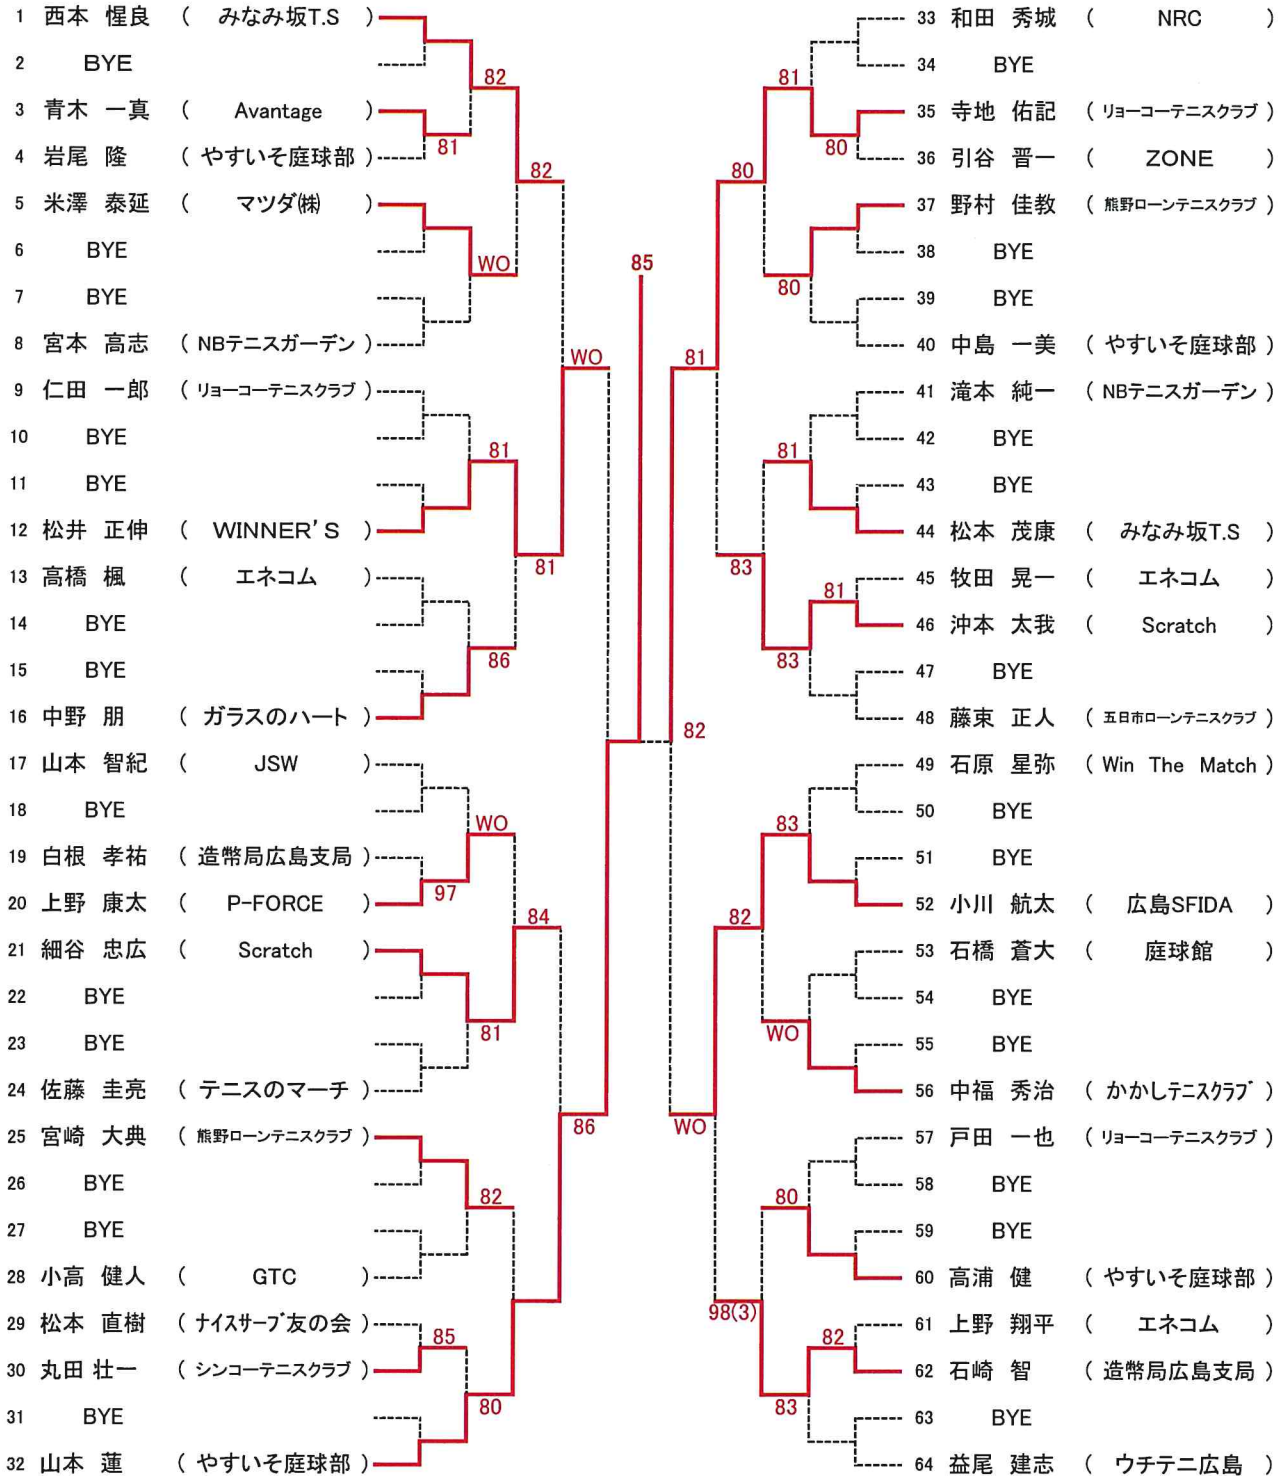 1 西本 惺良 ( みなみ坂T.S )
2 BYE
82
3 青木 一真 ( Avantage )
81
4 岩尾 隆 ( やすいそ庭球部 )
82
5 米澤 泰延 ( マツダ㈱ )
6 BYE
WO
7 BYE
8 宮本 高志 ( NBテニスガーデン )
WO
9 仁田 一郎 ( リョーコーテニスクラブ )
10 BYE
81
11 BYE
12 松井 正伸 ( WINNER'S )
81
13 高橋 楓 ( エネコム )
14 BYE
86
15 BYE
16 中野 朋 ( ガラスのハート )
17 山本 智紀 ( JSW )
18 BYE
WO
19 白根 孝祐 ( 造幣局広島支局 )
97
20 上野 康太 ( P-FORCE )
84
21 細谷 忠広 ( Scratch )
22 BYE
81
23 BYE
24 佐藤 圭亮 ( テニスのマーチ )
86
25 宮崎 大典 ( 熊野ローンテニスクラブ )
26 BYE
82
27 BYE
28 小高 健人 ( GTC )
29 松本 直樹 ( ナイスサーブ友の会 )
85
30 丸田 壮一 ( シンコーテニスクラブ )
80
31 BYE
32 山本 蓮 ( やすいそ庭球部 )
85
82
33 和田 秀城 ( NRC )
34 BYE
81
35 寺地 佑記 ( リョーコーテニスクラブ )
80
36 引谷 晋一 ( ZONE )
80
37 野村 佳教 ( 熊野ローンテニスクラブ )
38 BYE
80
39 BYE
40 中島 一美 ( やすいそ庭球部 )
81
41 滝本 純一 ( NBテニスガーデン )
42 BYE
81
43 BYE
44 松本 茂康 ( みなみ坂T.S )
83
45 牧田 晃一 ( エネコム )
81
46 沖本 太我 ( Scratch )
83
47 BYE
48 藤東 正人 ( 五日市ローンテニスクラブ )
49 石原 星弥 ( Win The Match )
50 BYE
83
51 BYE
52 小川 航太 ( 広島SFIDA )
82
53 石橋 蒼大 ( 庭球館 )
54 BYE
WO
55 BYE
56 中福 秀治 ( かかしテニスクラブ )
WO
57 戸田 一也 ( リョーコーテニスクラブ )
58 BYE
80
59 BYE
60 高浦 健 ( やすいそ庭球部 )
98(3)
61 上野 翔平 ( エネコム )
82
62 石崎 智 ( 造幣局広島支局 )
83
63 BYE
64 益尾 建志 ( ウチテニ広島 )